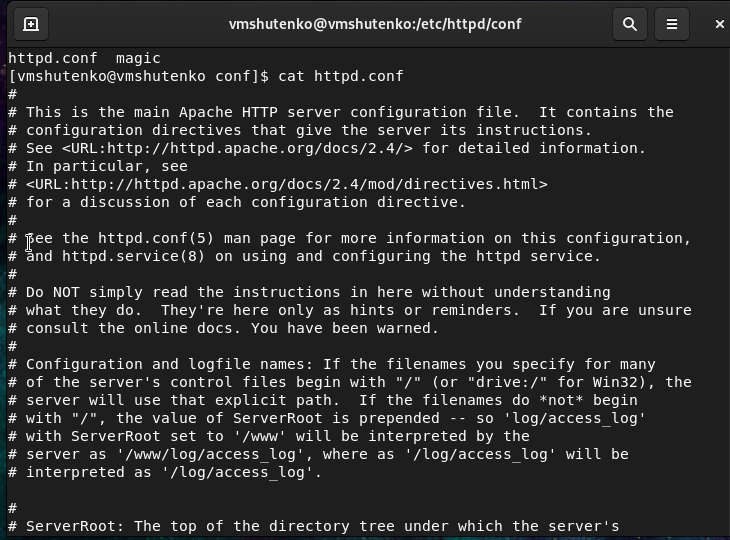 vmshutenko@vmshutenko:/etc/httpd/conf
httpd.conf  magic
[vmshutenko@vmshutenko conf]$ cat httpd.conf
#
# This is the main Apache HTTP server configuration file.  It contains the
# configuration directives that give the server its instructions.
# See <URL:http://httpd.apache.org/docs/2.4/> for detailed information.
# In particular, see
# <URL:http://httpd.apache.org/docs/2.4/mod/directives.html>
# for a discussion of each configuration directive.
#
# See the httpd.conf(5) man page for more information on this configuration,
# and httpd.service(8) on using and configuring the httpd service.
#
# Do NOT simply read the instructions in here without understanding
# what they do.  They're here only as hints or reminders.  If you are unsure
# consult the online docs. You have been warned.
#
# Configuration and logfile names: If the filenames you specify for many
# of the server's control files begin with "/" (or "drive:/" for Win32), the
# server will use that explicit path.  If the filenames do *not* begin
# with "/", the value of ServerRoot is prepended -- so 'log/access_log'
# with ServerRoot set to '/www' will be interpreted by the
# server as '/www/log/access_log', where as '/log/access_log' will be
# interpreted as '/log/access_log'.

#
# ServerRoot: The top of the directory tree under which the server's